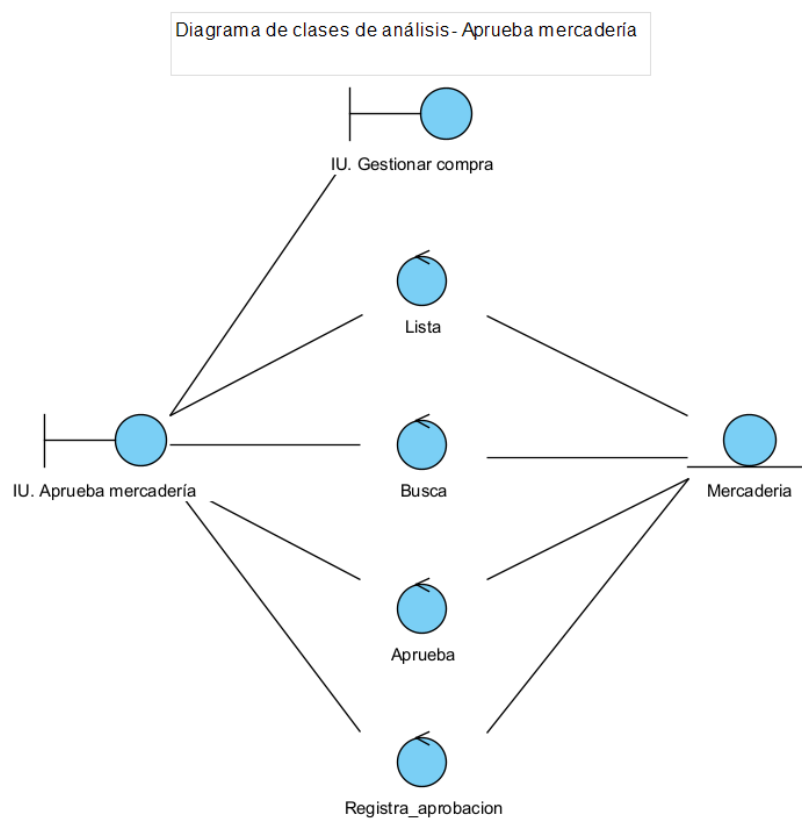 Diagrama de clases de análisis- Aprueba mercadería
IU. Gestionar compra
Lista
IU. Aprueba mercadería
Busca
Mercaderia
Aprueba
Registra_aprobacion